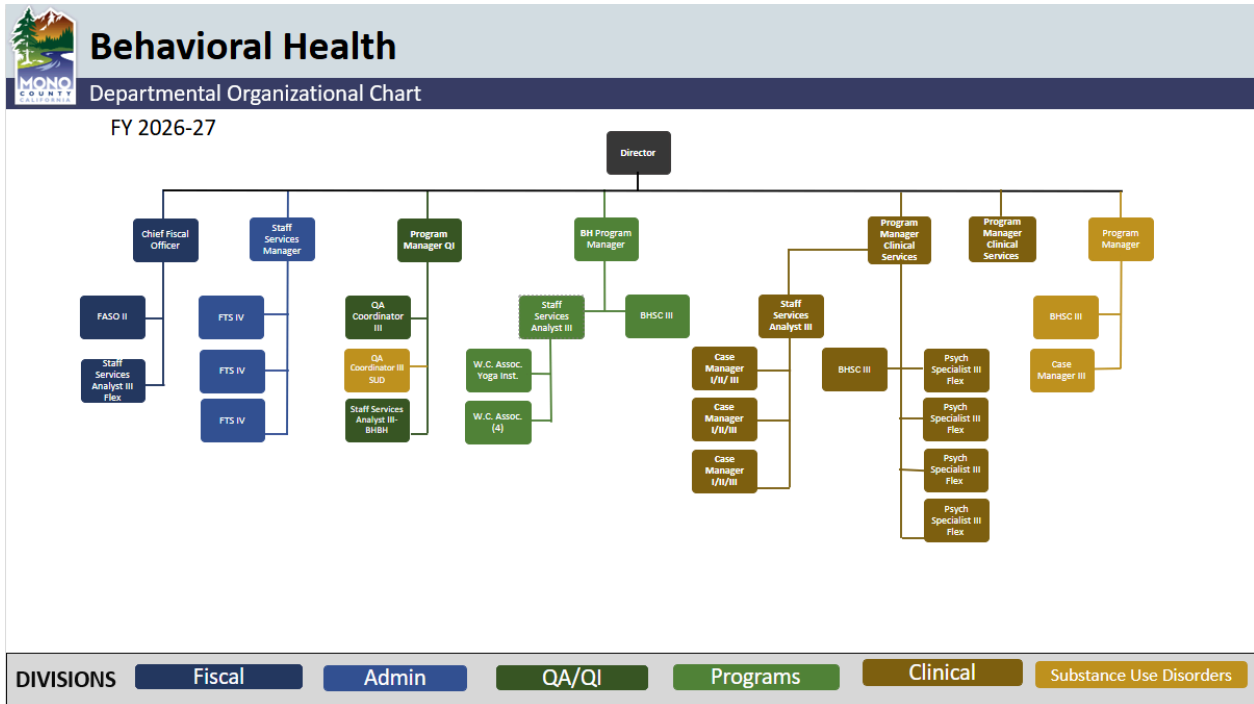 MONO
COUNTY
CALIFORNIA
Behavioral Health
Departmental Organizational Chart
FY 2026-27
Director
Chief Fiscal
Officer
Staff
Services
Manager
Program
Manager QI
BH Program
Manager
Program
Manager
Clinical
Services
Program
Manager
Clinical
Services
Program
Manager
FASO II
Staff
Services
Analyst III
Flex
FTS IV
FTS IV
FTS IV
QA
Coordinator
III
QA
Coordinator III
SUD
Staff Services
Analyst III-
BHBH
Staff
Services
Analyst III
BHSC III
W.C. Assoc.
Yoga Inst.
W.C. Assoc.
(4)
Staff
Services
Analyst III
Case
Manager
I/II/ III
Case
Manager
I/II/III
Case
Manager
I/II/III
BHSC III
Psych
Specialist III
Flex
Psych
Specialist III
Flex
Psych
Specialist III
Flex
Psych
Specialist III
Flex
BHSC III
Case
Manager III
DIVISIONS
Fiscal
Admin
QA/QI
Programs
Clinical
Substance Use Disorders